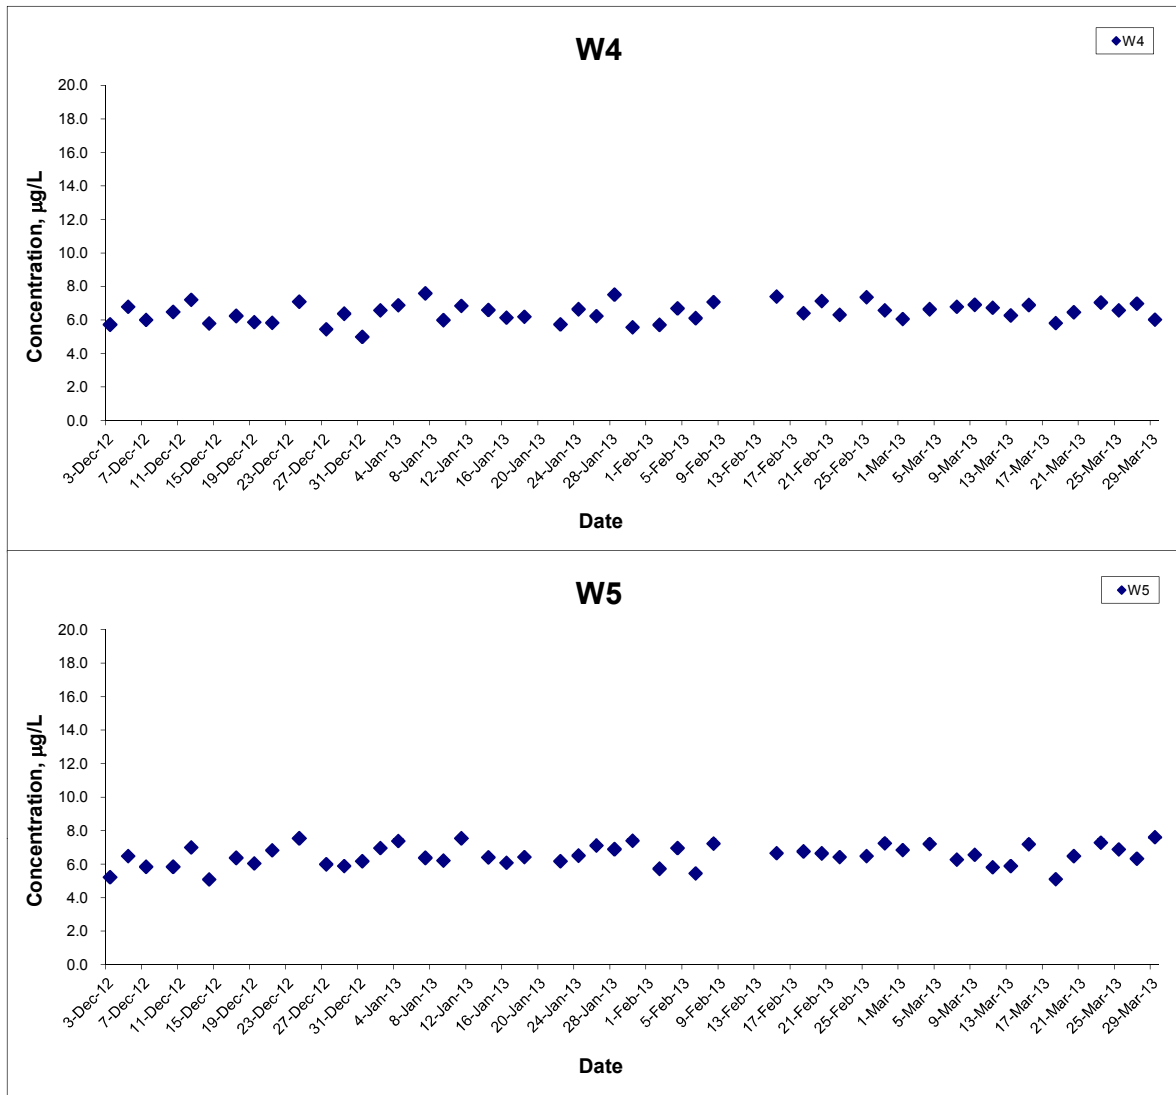 W4
W4
Concentration, µg/L
20.0
18.0
16.0
14.0
12.0
10.0
8.0
6.0
4.0
2.0
0.0
3-Dec-12
7-Dec-12
11-Dec-12
15-Dec-12
19-Dec-12
23-Dec-12
27-Dec-12
31-Dec-12
4-Jan-13
8-Jan-13
12-Jan-13
16-Jan-13
20-Jan-13
24-Jan-13
28-Jan-13
1-Feb-13
5-Feb-13
9-Feb-13
13-Feb-13
17-Feb-13
21-Feb-13
25-Feb-13
1-Mar-13
5-Mar-13
9-Mar-13
13-Mar-13
17-Mar-13
21-Mar-13
25-Mar-13
29-Mar-13
Date
W5
W5
Concentration, µg/L
20.0
18.0
16.0
14.0
12.0
10.0
8.0
6.0
4.0
2.0
0.0
3-Dec-12
7-Dec-12
11-Dec-12
15-Dec-12
19-Dec-12
23-Dec-12
27-Dec-12
31-Dec-12
4-Jan-13
8-Jan-13
12-Jan-13
16-Jan-13
20-Jan-13
24-Jan-13
28-Jan-13
1-Feb-13
5-Feb-13
9-Feb-13
13-Feb-13
17-Feb-13
21-Feb-13
25-Feb-13
1-Mar-13
5-Mar-13
9-Mar-13
13-Mar-13
17-Mar-13
21-Mar-13
25-Mar-13
29-Mar-13
Date